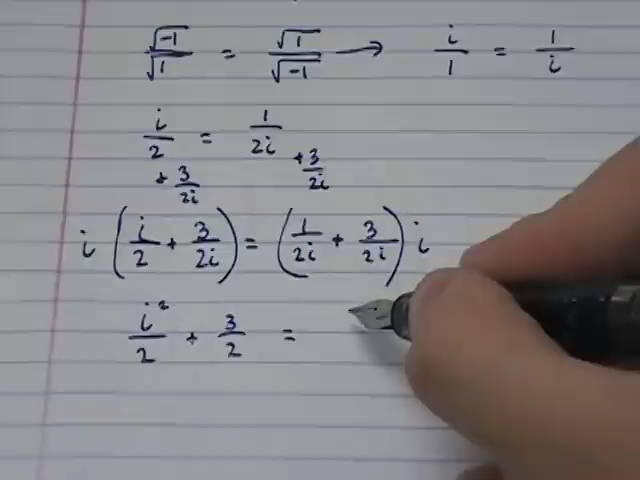 √-1/√1 = √1/√-1 → i/1 = 1/i
i/2 + 3/2i = 1/2i + 3/2i
i (i/2 + 3/2i) = (1/2i + 3/2i) i
i²/2 + 3/2 =